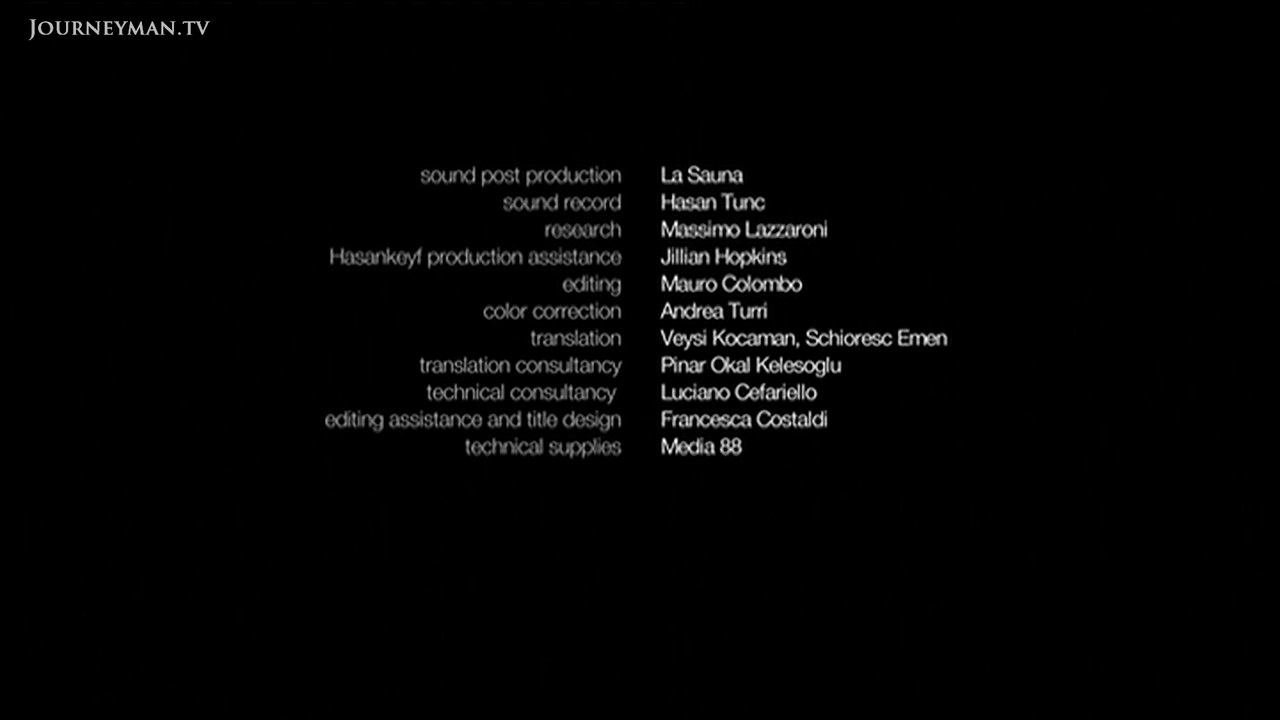 JOURNEYMAN.TV
sound post production La Sauna
sound record Hasan Tunc
research Massimo Lazzaroni
Hasankeyf production assistance Jillian Hopkins
editing Mauro Colombo
color correction Andrea Turri
translation Veysi Kocaman, Schioresc Emen
translation consultancy Pinar Okal Kelesoglu
technical consultancy Luciano Cefariello
editing assistance and title design Francesca Costaldi
technical supplies Media 88